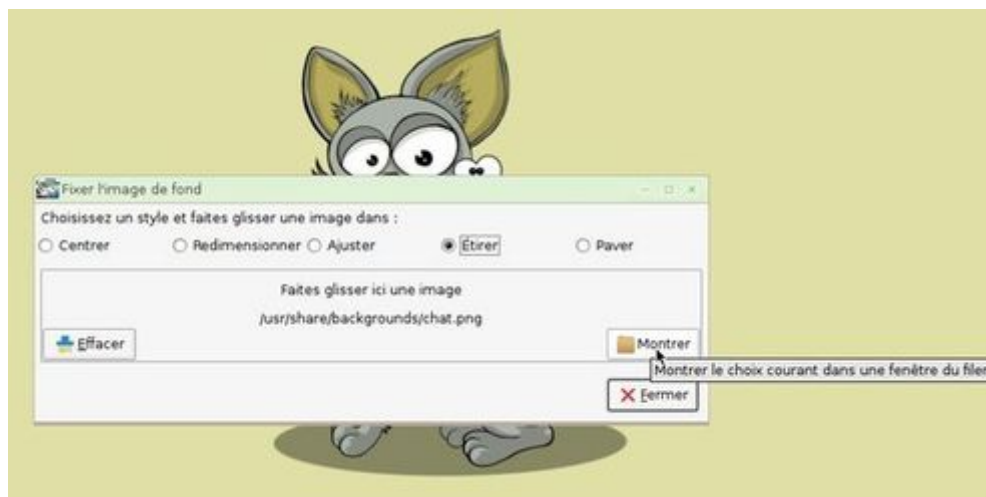 Fixer l'image de fond
Choisissez un style et faites glisser une image dans :
Centrer Redimensionner Ajuster Étirer Paver
Faites glisser ici une image
/usr/share/backgrounds/chat.png
Effacer Montrer
Montrer le choix courant dans une fenêtre du filer
Fermer